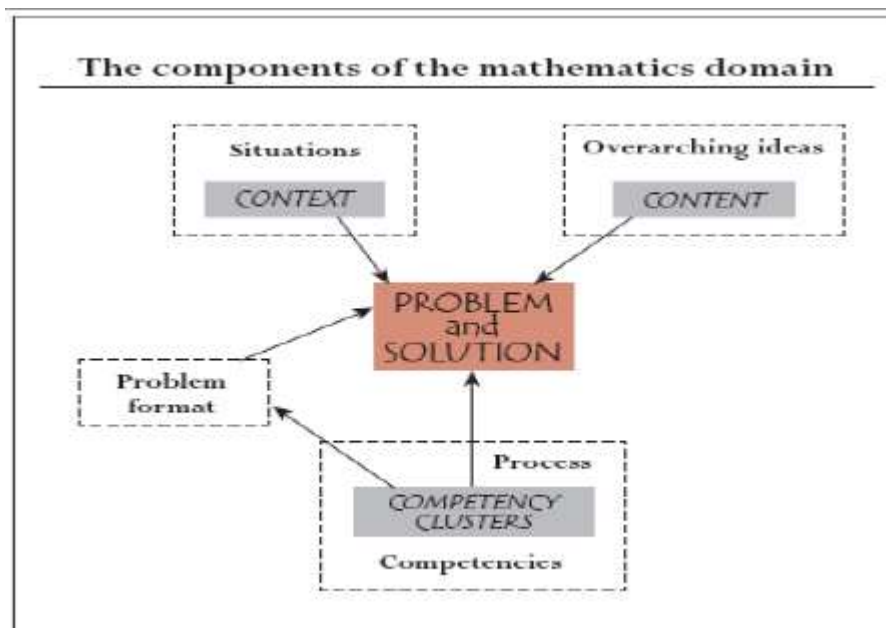 The components of the mathematics domain
Situations
CONTEXT
Overarching ideas
CONTENT
PROBLEM
and
SOLUTION
Problem
format
Process
COMPETENCY
CLUSTERS
Competencies